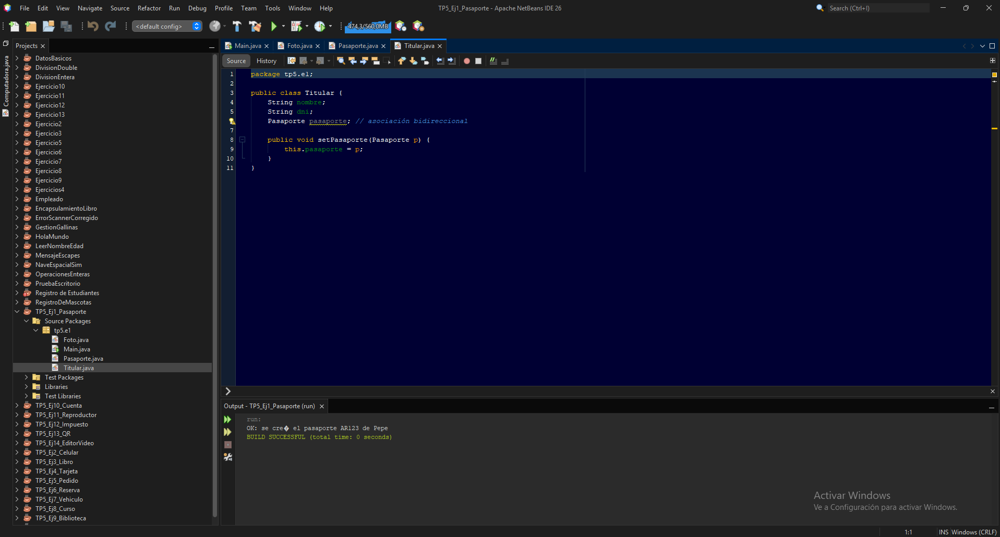 File Edit View Navigate Source Refactor Run Debug Profile Team Tools Window Help
TP5_Ej1_Pasaporte - Apache NetBeans IDE 26
Search (Ctrl+I)
<default config>
474,3/560,0MB
Computadora.java
Projects
DatosBasicos
DivisionDouble
DivisionEntera
Ejercicio10
Ejercicio11
Ejercicio12
Ejercicio13
Ejercicio2
Ejercicio3
Ejercicio5
Ejercicio6
Ejercicio7
Ejercicio8
Ejercicio9
Ejercicios4
Empleado
EncapsulamientoLibro
ErrorScannerCorregido
GestionGallinas
HolaMundo
LeerNombreEdad
MensajeEscapes
NaveEspacialSim
OperacionesEnteras
PruebaEscritorio
Registro de Estudiantes
RegistroDeMascotas
TP5_Ej1_Pasaporte
Source Packages
tp5.e1
Foto.java
Main.java
Pasaporte.java
Titular.java
Test Packages
Libraries
Test Libraries
TP5_Ej10_Cuenta
TP5_Ej11_Reproductor
TP5_Ej12_Impuesto
TP5_Ej13_QR
TP5_Ej14_EditorVideo
TP5_Ej2_Celular
TP5_Ej3_Libro
TP5_Ej4_Tarjeta
TP5_Ej5_Pedido
TP5_Ej6_Reserva
TP5_Ej7_Vehiculo
TP5_Ej8_Curso
TP5_Ej9_Biblioteca
Main.java Foto.java Pasaporte.java Titular.java
Source History
1 package tp5.e1;
2
3 public class Titular {
4 String nombre;
5 String dni;
Pasaporte pasaporte; // asociación bidireccional
7
8 public void setPasaporte(Pasaporte p) {
9 this.pasaporte = p;
10 }
11 }
Output - TP5_Ej1_Pasaporte (run)
run:
OK: se cre� el pasaporte AR123 de Pepe
BUILD SUCCESSFUL (total time: 0 seconds)
Activar Windows
Ve a Configuración para activar Windows.
1:1 INS Windows (CRLF)